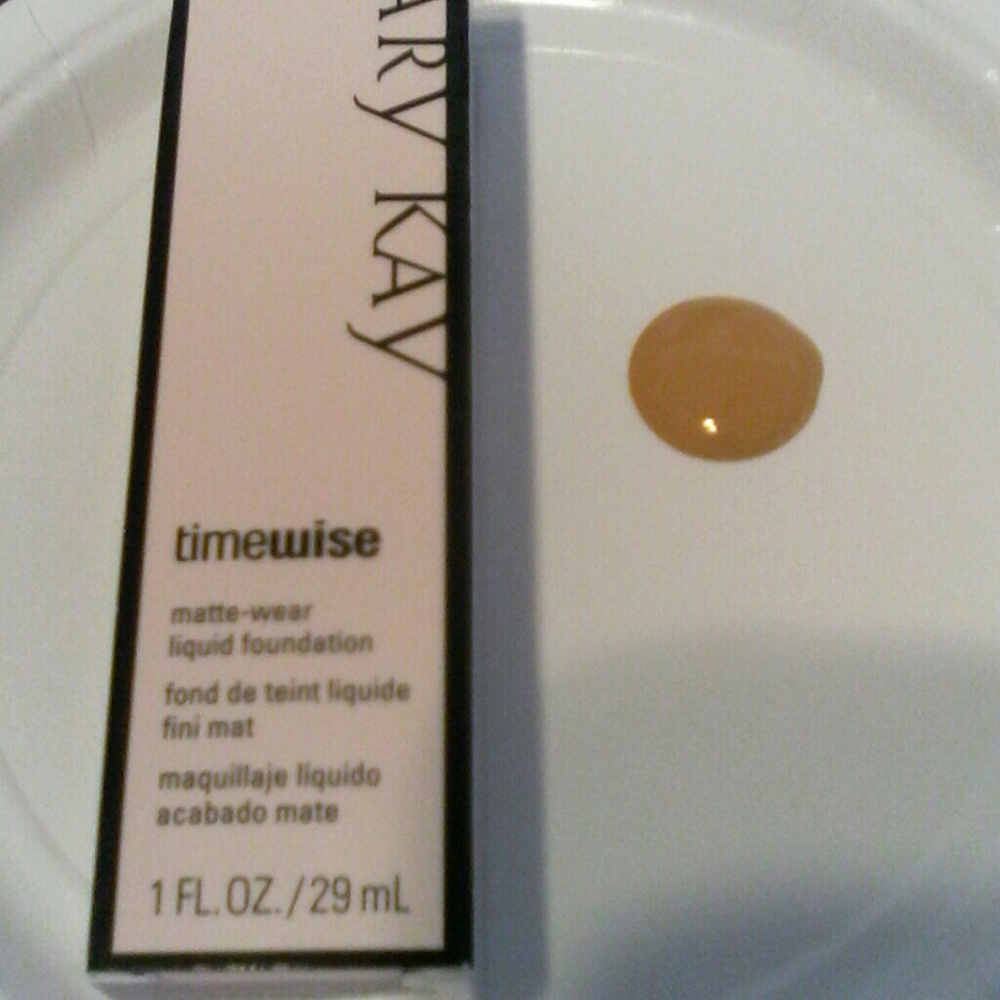 ARY KAY
timewise
matte-wear
liquid foundation
fond de teint liquide
fini mat
maquillaje líquido
acabado mate
1 FL. OZ. / 29 mL